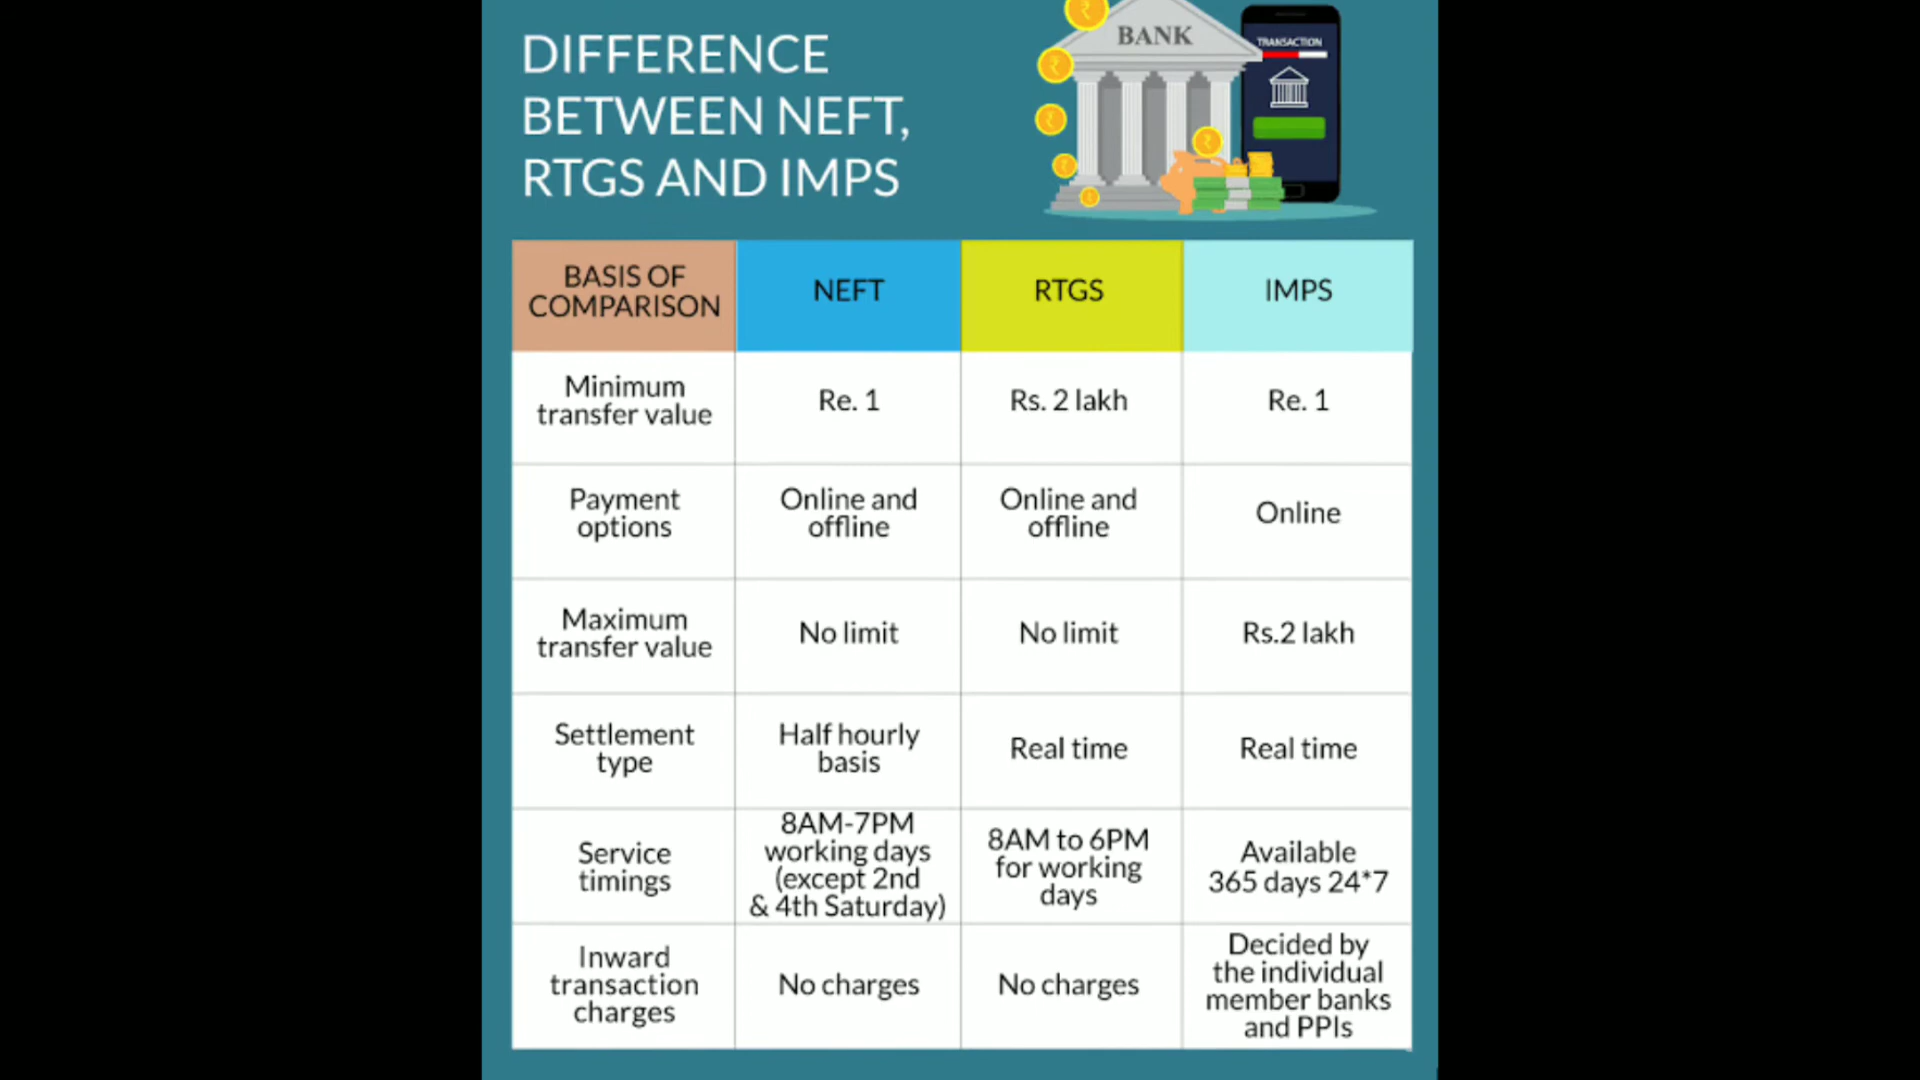 DIFFERENCE
BETWEEN NEFT,
RTGS AND IMPS
BANK
TRANSACTION
BASIS OF
COMPARISON
NEFT
RTGS
IMPS
Minimum
transfer value
Re. 1
Rs. 2 lakh
Re. 1
Payment
options
Online and
offline
Online and
offline
Online
Maximum
transfer value
No limit
No limit
Rs.2 lakh
Settlement
type
Half hourly
basis
Real time
Real time
Service
timings
8AM-7PM
working days
(except 2nd
& 4th Saturday)
8AM to 6PM
for working
days
Available
365 days 24*7
Inward
transaction
charges
No charges
No charges
Decided by
the individual
member banks
and PPIs